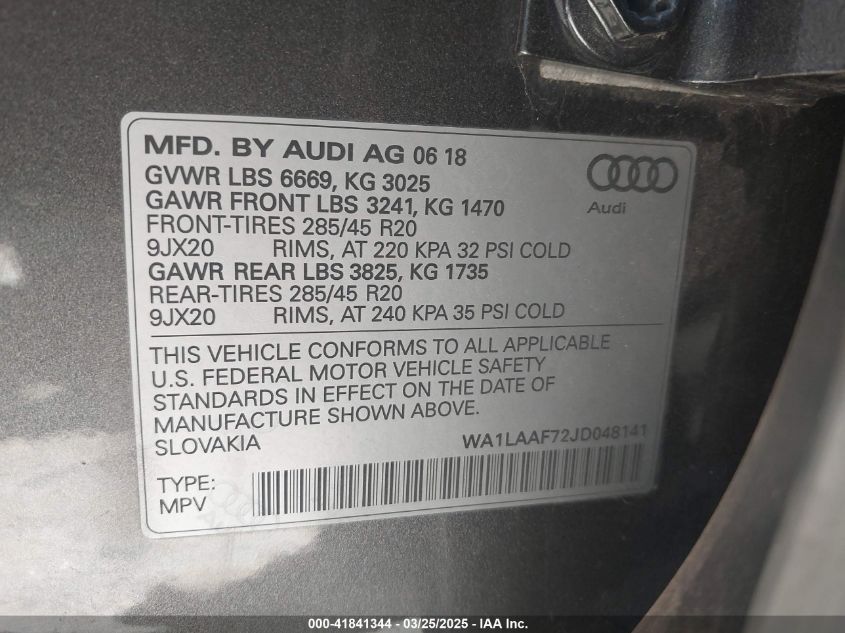 MFD. BY AUDI AG 06 18
GVWR LBS 6669, KG 3025
GAWR FRONT LBS 3241, KG 1470
FRONT-TIRES 285/45 R20
9JX20 RIMS, AT 220 KPA 32 PSI COLD
GAWR REAR LBS 3825, KG 1735
REAR-TIRES 285/45 R20
9JX20 RIMS, AT 240 KPA 35 PSI COLD
Audi
THIS VEHICLE CONFORMS TO ALL APPLICABLE
U.S. FEDERAL MOTOR VEHICLE SAFETY
STANDARDS IN EFFECT ON THE DATE OF
MANUFACTURE SHOWN ABOVE.
SLOVAKIA WA1LAAF72JD048141
TYPE:
MPV
000-41841344 — 03/25/2025 — IAAI Inc.